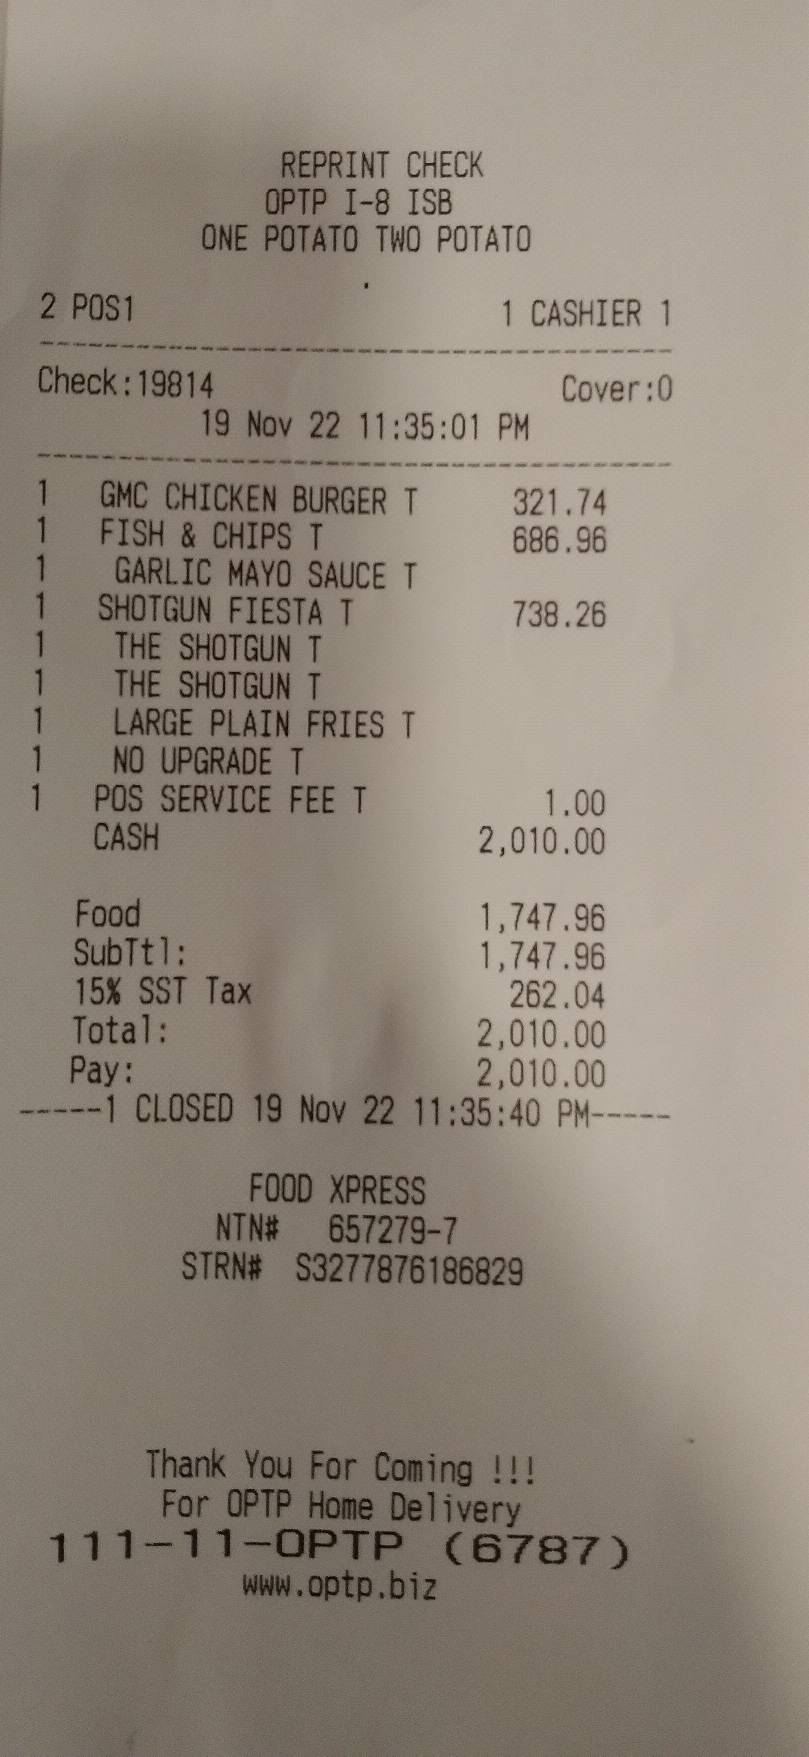 REPRINT CHECK
OPTP I-8 ISB
ONE POTATO TWO POTATO
2 POS1 1 CASHIER 1
Check:19814 Cover:0
19 Nov 22 11:35:01 PM
1 GMC CHICKEN BURGER T 321.74
1 FISH & CHIPS T 686.96
1 GARLIC MAYO SAUCE T
1 SHOTGUN FIESTA T 738.26
1 THE SHOTGUN T
1 THE SHOTGUN T
1 LARGE PLAIN FRIES T
1 NO UPGRADE T
1 POS SERVICE FEE T 1.00
CASH 2,010.00
Food 1,747.96
SubTtl: 1,747.96
15% SST Tax 262.04
Total: 2,010.00
Pay: 2,010.00
-----1 CLOSED 19 Nov 22 11:35:40 PM-----
FOOD XPRESS
NTN# 657279-7
STRN# S3277876186829
Thank You For Coming !!!
For OPTP Home Delivery
111-11-OPTP (6787)
www.optp.biz